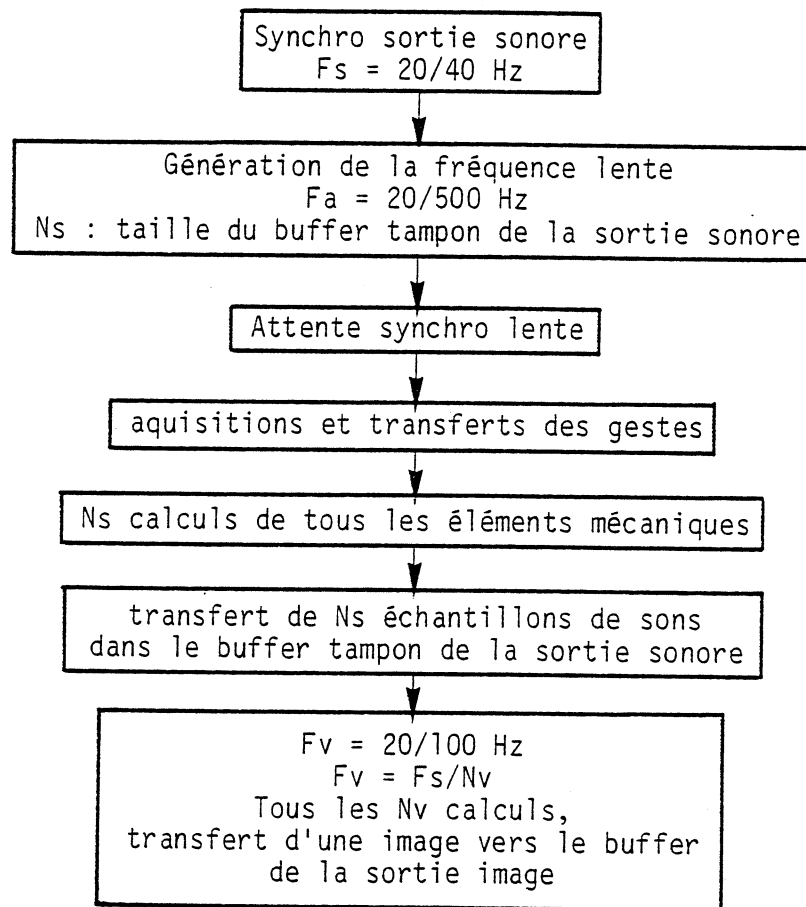 Synchro sortie sonore
Fs = 20/40 Hz
Génération de la fréquence lente
Fa = 20/500 Hz
Ns : taille du buffer tampon de la sortie sonore
Attente synchro lente
aquisitions et transferts des gestes
Ns calculs de tous les éléments mécaniques
transfert de Ns échantillons de sons
dans le buffer tampon de la sortie sonore
Fv = 20/100 Hz
Fv = Fs/Nv
Tous les Nv calculs,
transfert d'une image vers le buffer
de la sortie image